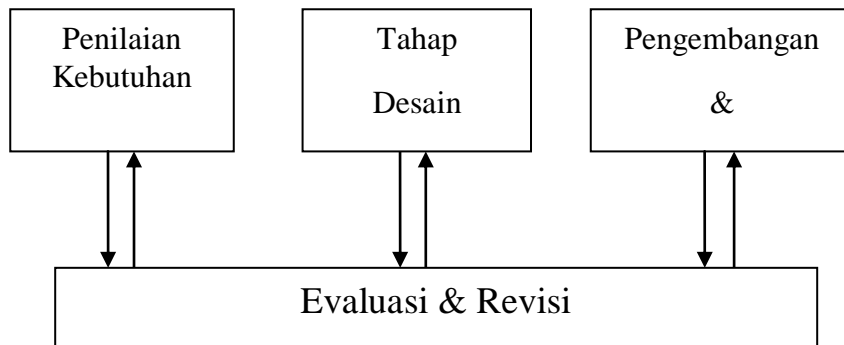 Penilaian
Kebutuhan
Tahap
Desain
Pengembangan
&
Evaluasi & Revisi